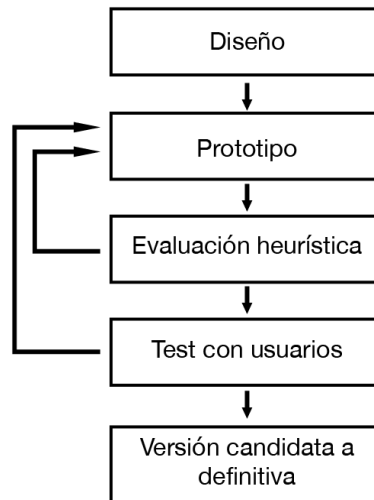 Diseño
Prototipo
Evaluación heurística
Test con usuarios
Versión candidata a
definitiva